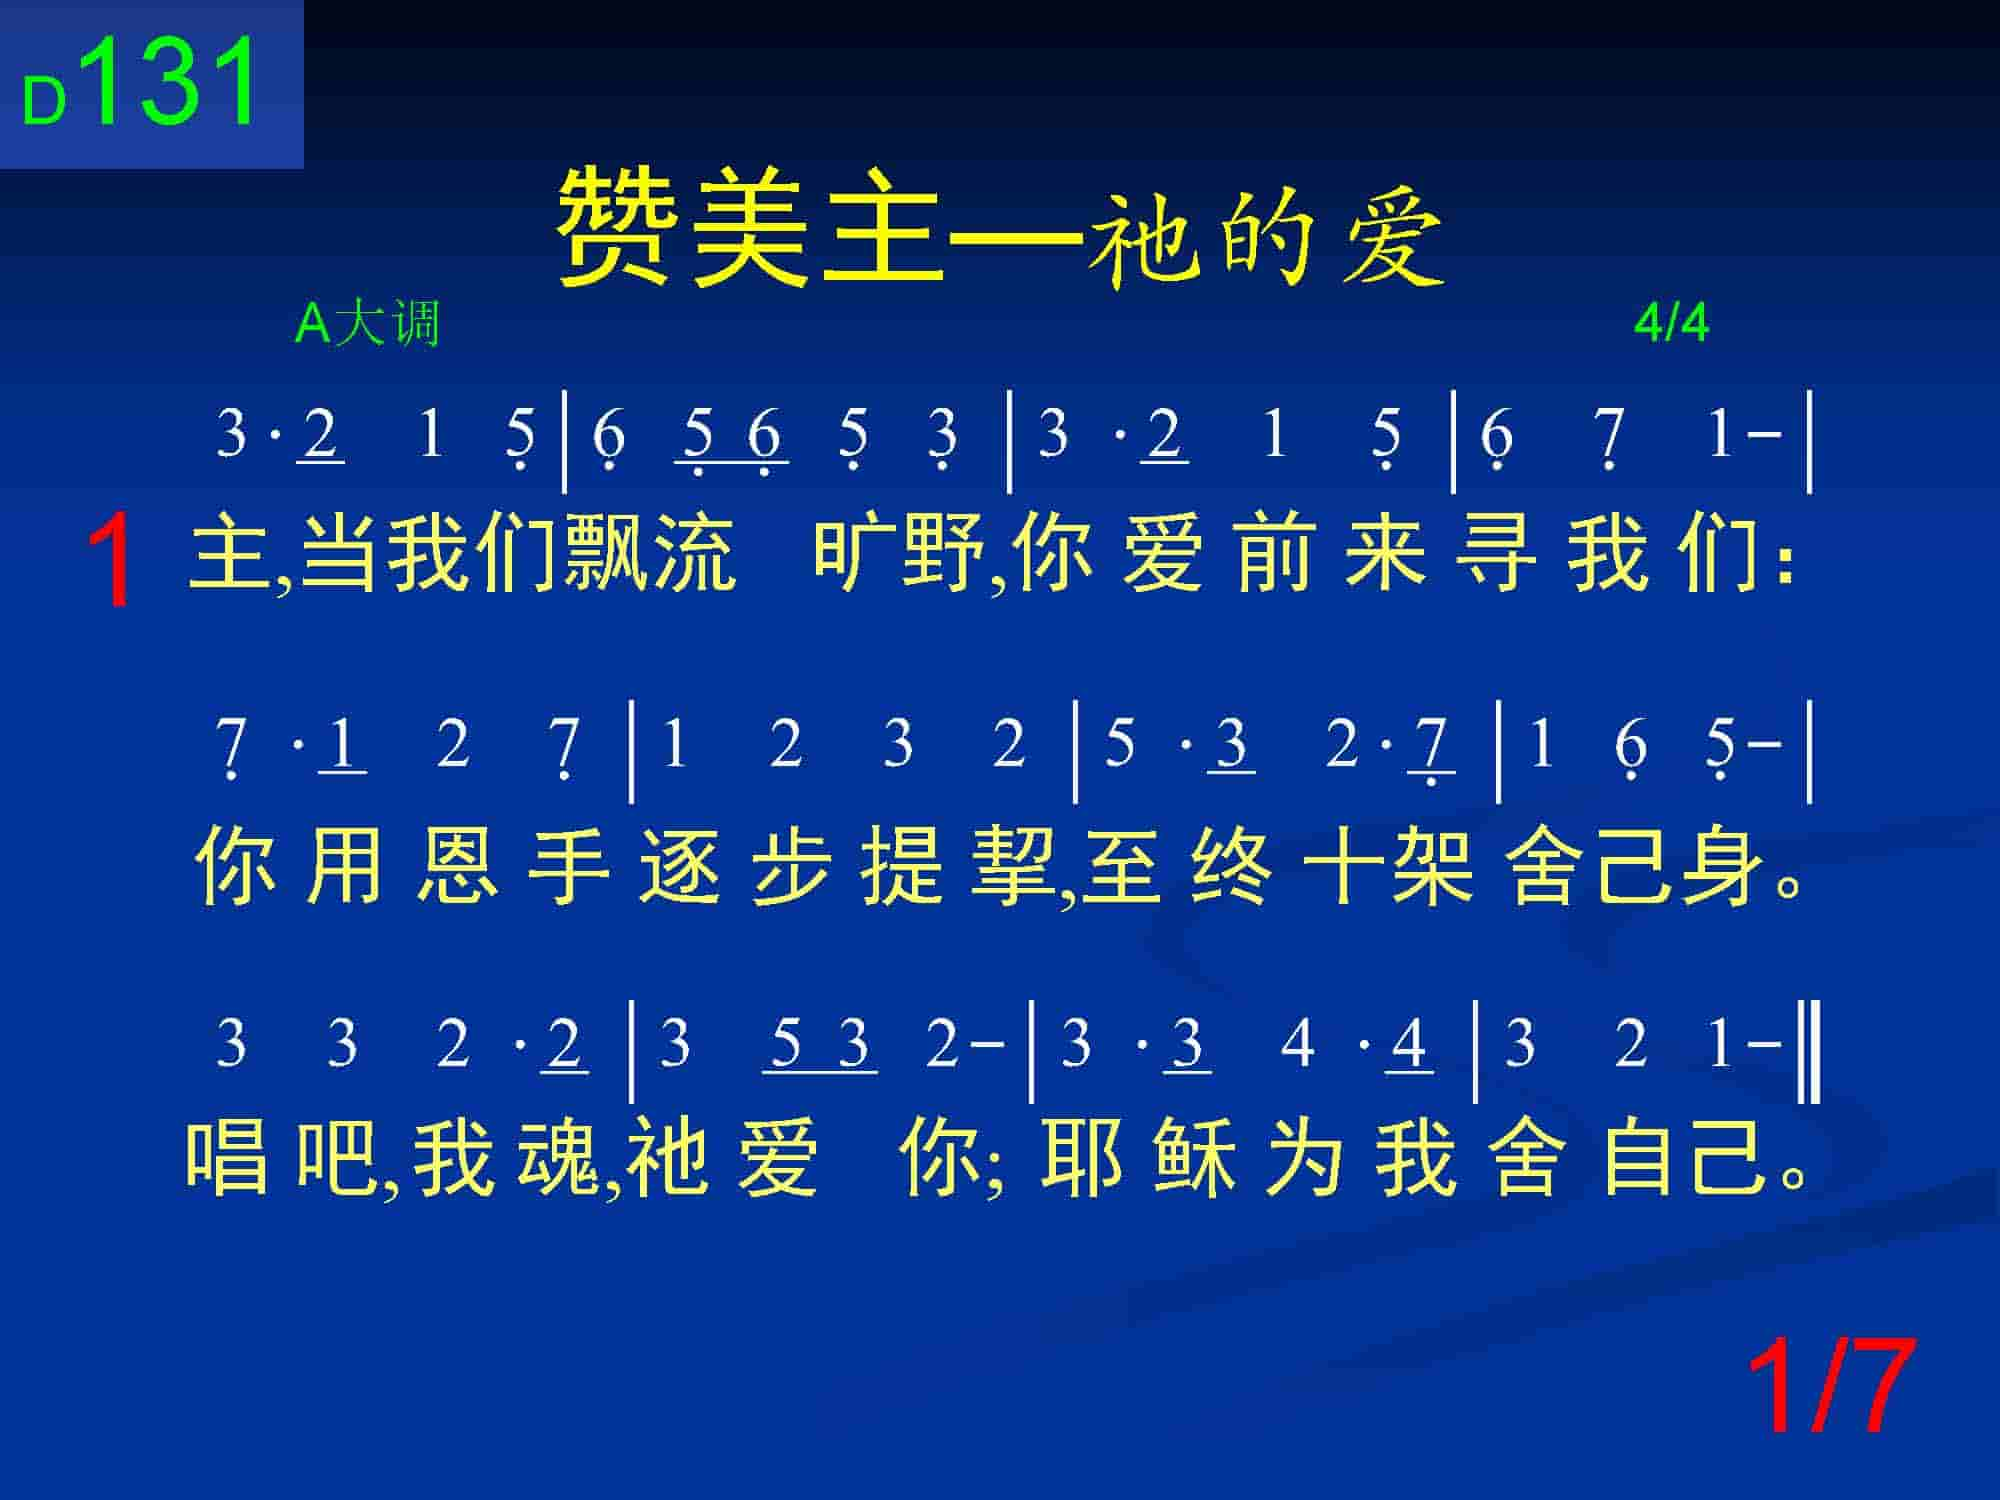 D131
赞美主—祂的爱
A大调 4/4
3·2 1 5|6 5 6 5 3|3·2 1 5|6 7 1-|
1 主,当我们飘流 旷野,你爱前来寻我们：
7·1 2 7|1 2 3 2|5·3 2·7|1 6 5-|
你用恩手逐步提挈,至终十架舍己身。
3 3 2·2|3 5 3 2-|3·3 4·4|3 2 1-‖
唱吧,我魂,祂爱 你; 耶稣为我舍自己。
1/7